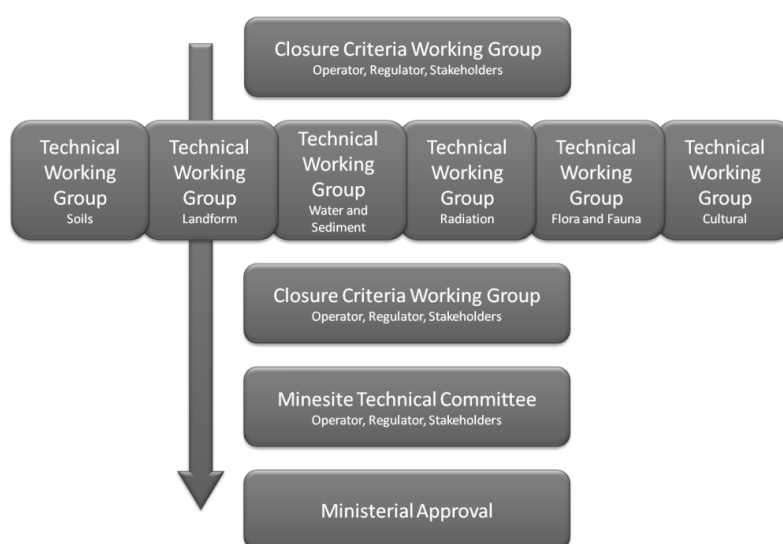 Closure Criteria Working Group
Operator, Regulator, Stakeholders
Technical
Working
Group
Soils
Technical
Working
Group
Landform
Technical
Working
Group
Water and
Sediment
Technical
Working
Group
Radiation
Technical
Working
Group
Flora and Fauna
Technical
Working
Group
Cultural
Closure Criteria Working Group
Operator, Regulator, Stakeholders
Minesite Technical Committee
Operator, Regulator, Stakeholders
Ministerial Approval